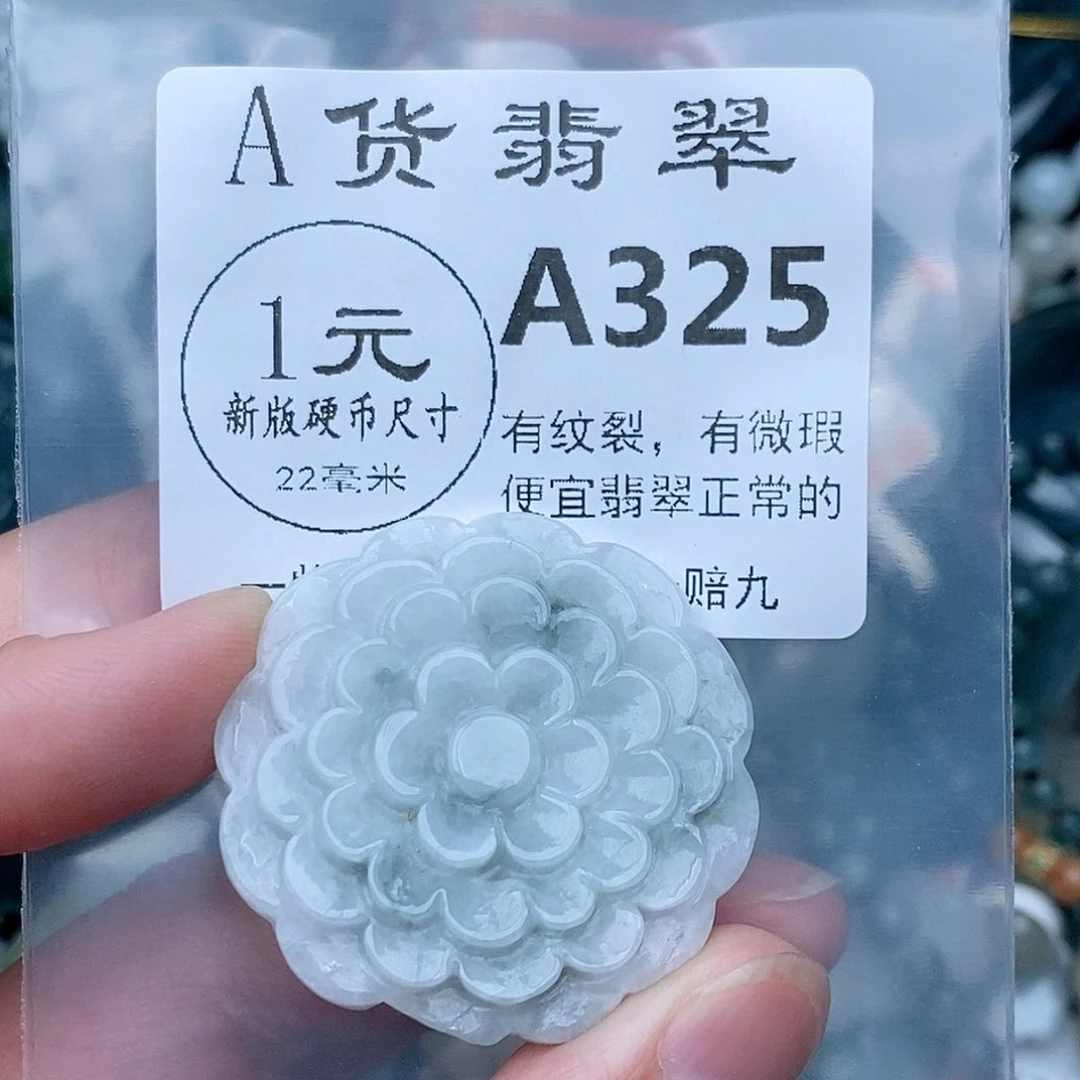 A货翡翠
A325
1元
新版硬币尺寸
22毫米
有纹裂，有微瑕
便宜翡翠正常的
一 赔九